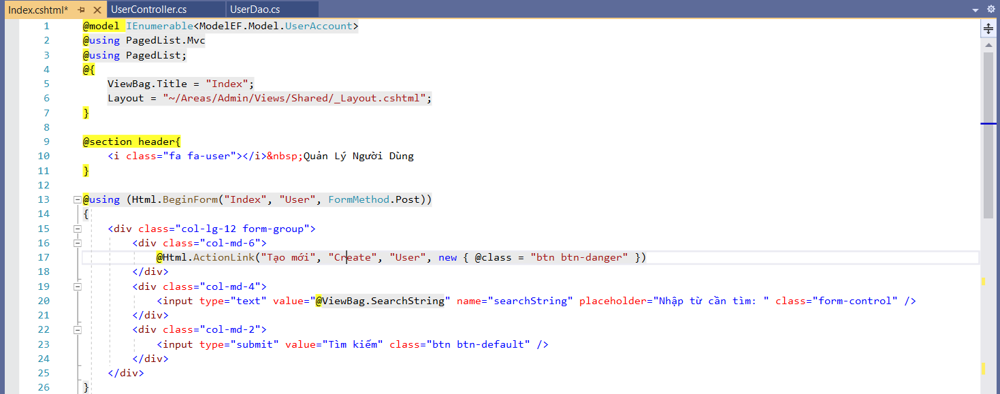 Index.cshtml* UserController.cs UserDao.cs
1 @model IEnumerable<ModelEF.Model.UserAccount>
2 @using PagedList.Mvc
3 @using PagedList;
4 @{
5 ViewBag.Title = "Index";
6 Layout = "~/Areas/Admin/Views/Shared/_Layout.cshtml";
7 }
8
9 @section header{
10 <i class="fa fa-user"></i>&nbsp;Quản Lý Người Dùng
11 }
12
13 @using (Html.BeginForm("Index", "User", FormMethod.Post))
14 {
15 <div class="col-lg-12 form-group">
16 <div class="col-md-6">
17 @Html.ActionLink("Tạo mới", "Create", "User", new { @class = "btn btn-danger" })
18 </div>
19 <div class="col-md-4">
20 <input type="text" value="@ViewBag.SearchString" name="searchString" placeholder="Nhập từ cần tìm: " class="form-control" />
21 </div>
22 <div class="col-md-2">
23 <input type="submit" value="Tìm kiếm" class="btn btn-default" />
24 </div>
25 </div>
26 }